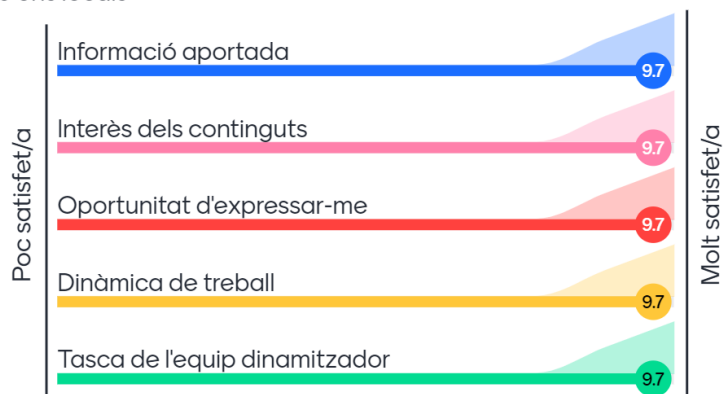 Poc satisfet/a
Informació aportada
9.7
Interès dels continguts
9.7
Oportunitat d'expressar-me
9.7
Dinàmica de treball
9.7
Tasca de l'equip dinamitzador
9.7
Molt satisfet/a